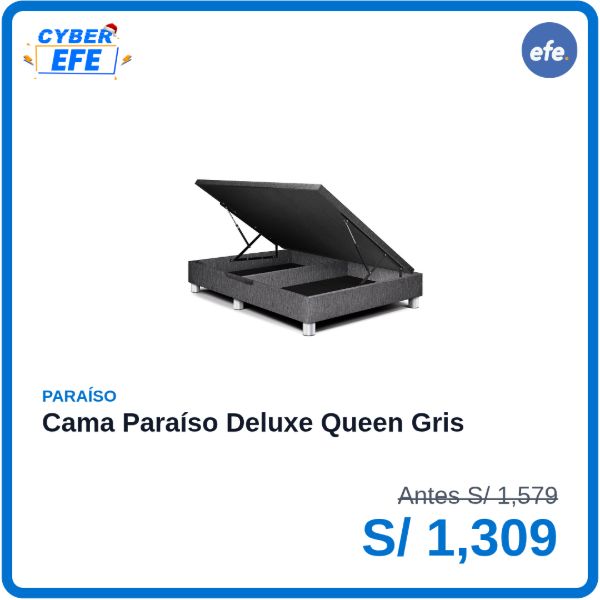 CYBER
EFE
efe.
PARAÍSO
Cama Paraíso Deluxe Queen Gris
Antes S/ 1,579
S/ 1,309